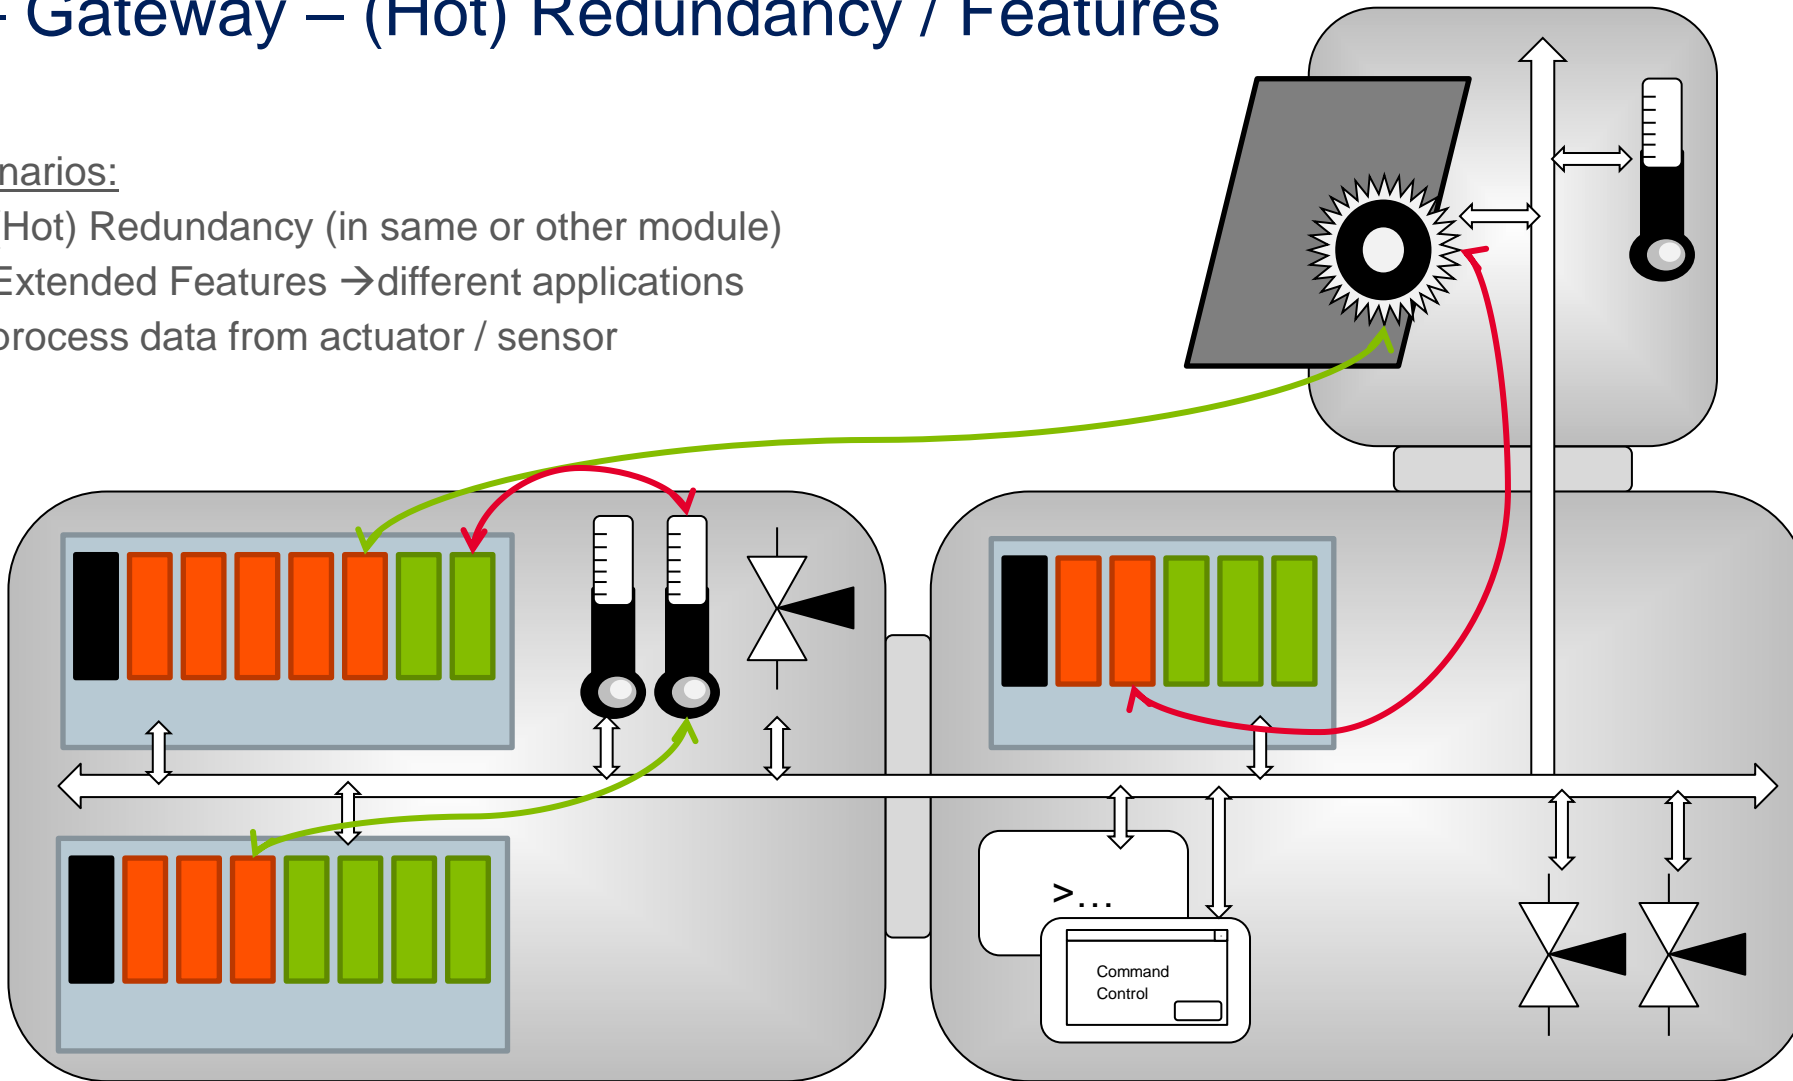 – Gateway – (Hot) Redundancy / Features
narios:
(Hot) Redundancy (in same or other module)
Extended Features →different applications
process data from actuator / sensor
>...
Command
Control